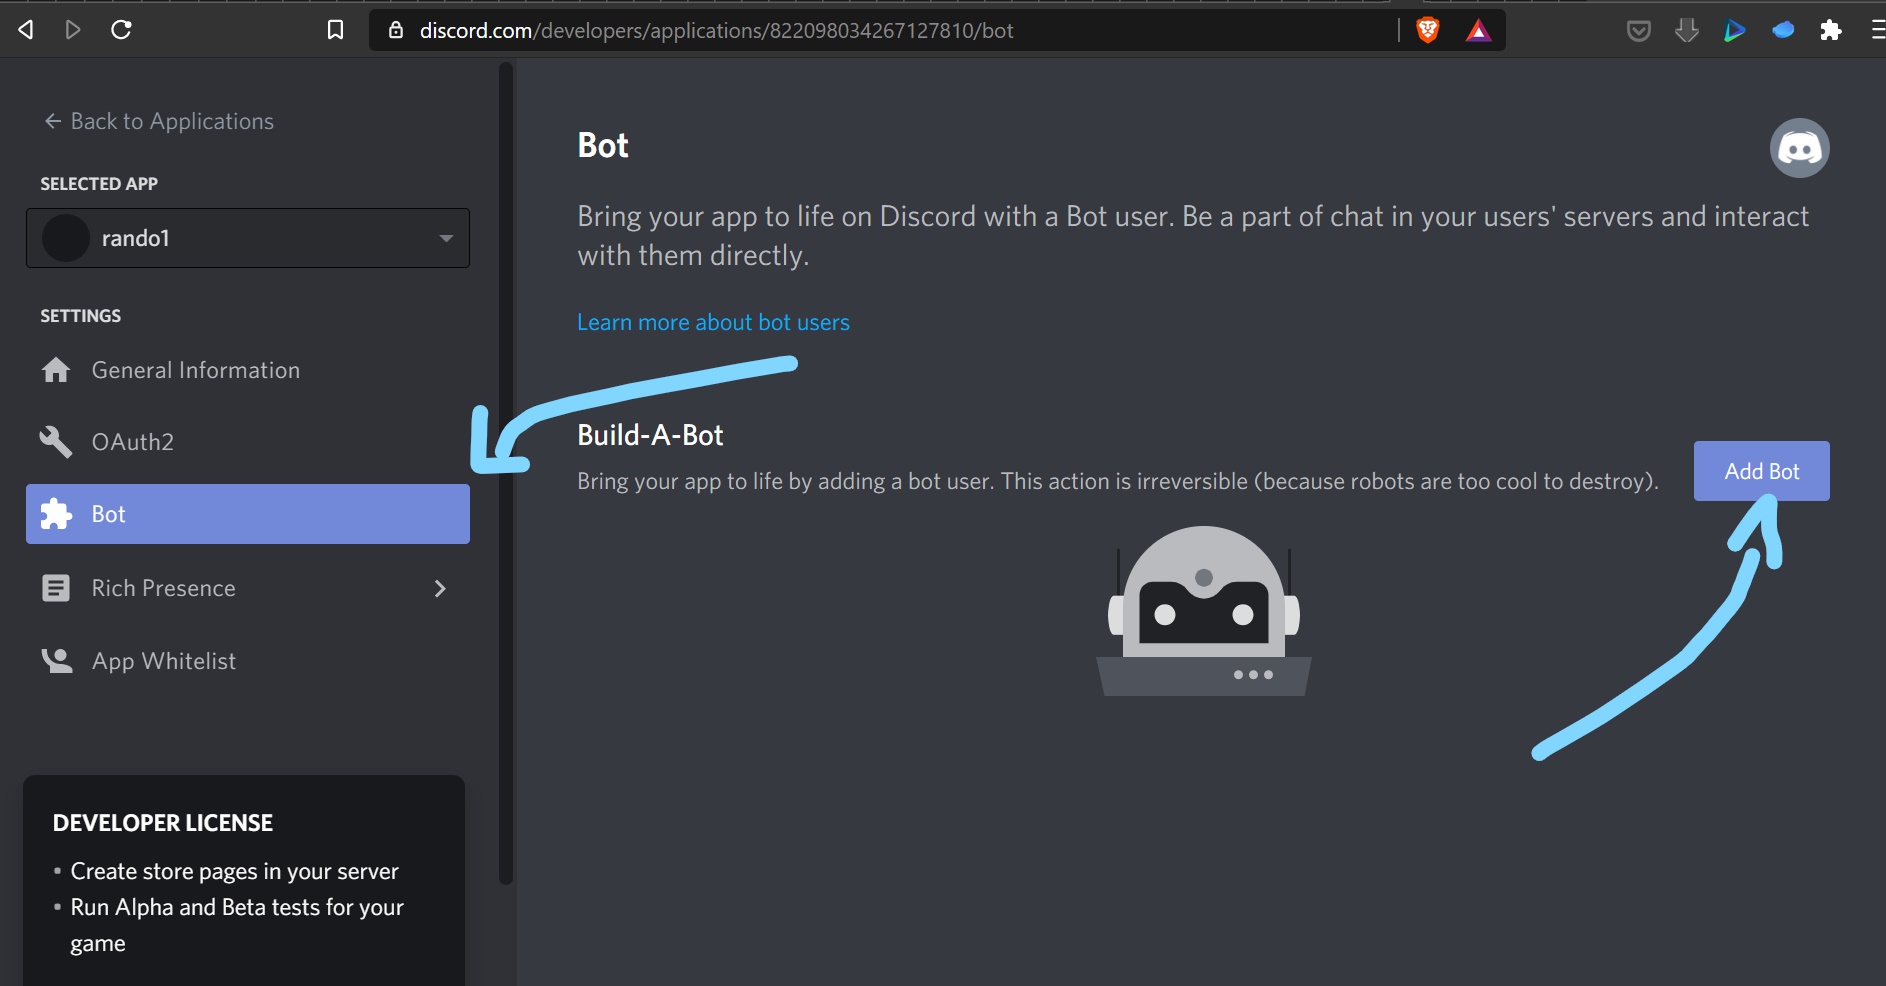 discord.com/developers/applications/822098034267127810/bot
← Back to Applications
SELECTED APP
rando1
SETTINGS
General Information
OAuth2
Bot
Rich Presence
App Whitelist
DEVELOPER LICENSE
• Create store pages in your server
• Run Alpha and Beta tests for your
game
Bot
Bring your app to life on Discord with a Bot user. Be a part of chat in your users' servers and interact
with them directly.
Learn more about bot users
Build-A-Bot
Bring your app to life by adding a bot user. This action is irreversible (because robots are too cool to destroy).
Add Bot